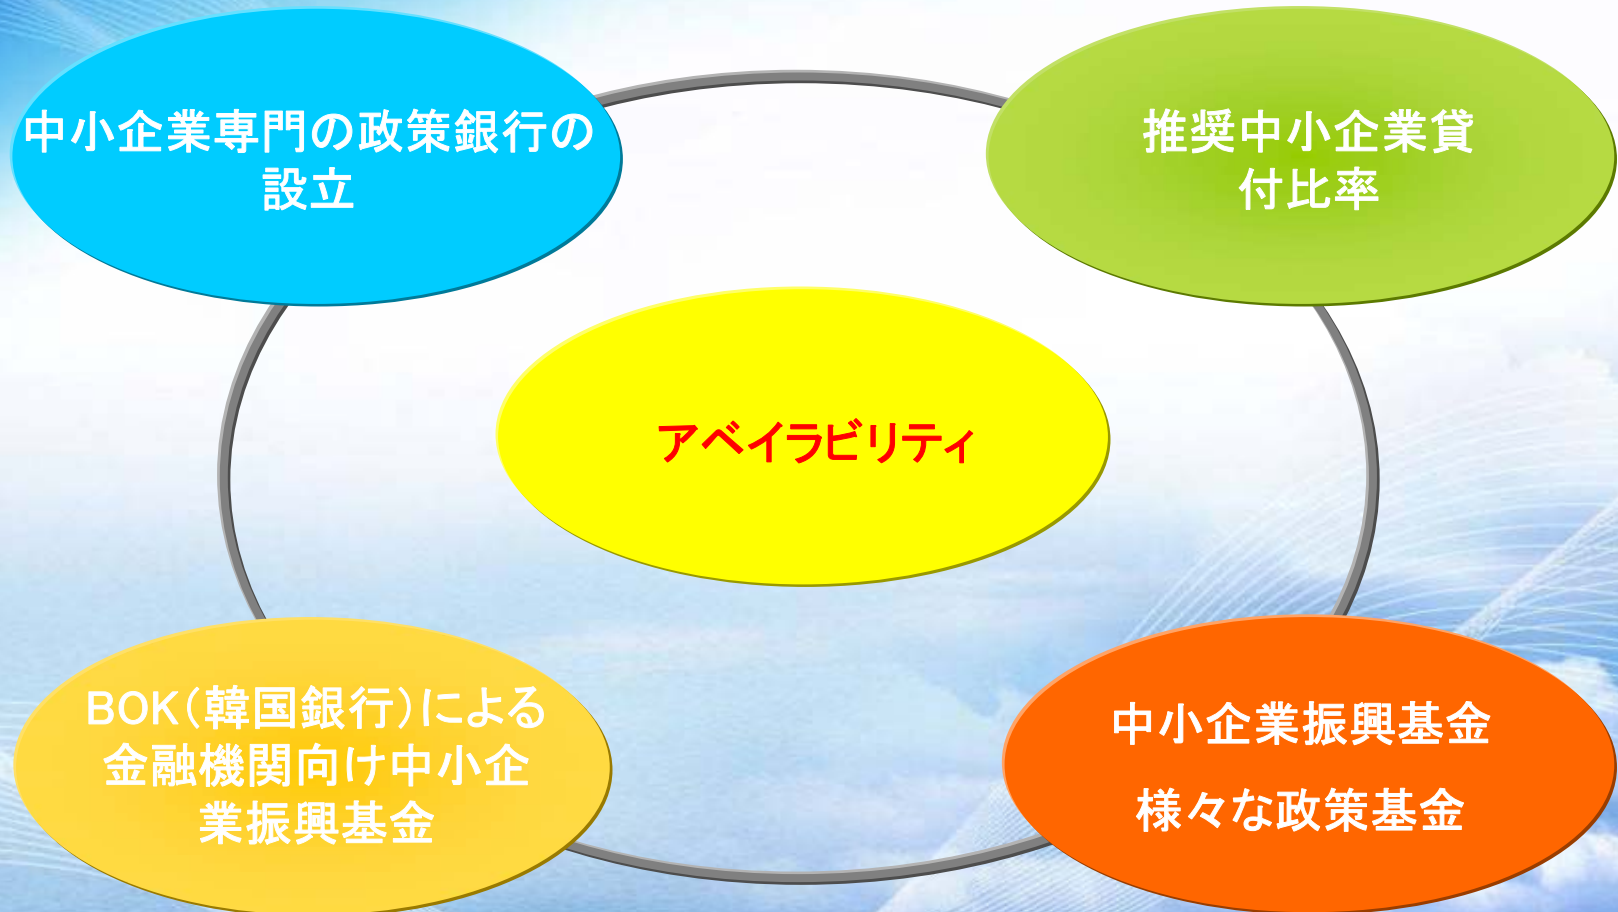 中小企業専門の政策銀行の
設立
推奨中小企業貸
付比率
アベイラビリティ
BOK（韓国銀行）による
金融機関向け中小企
業振興基金
中小企業振興基金
様々な政策基金